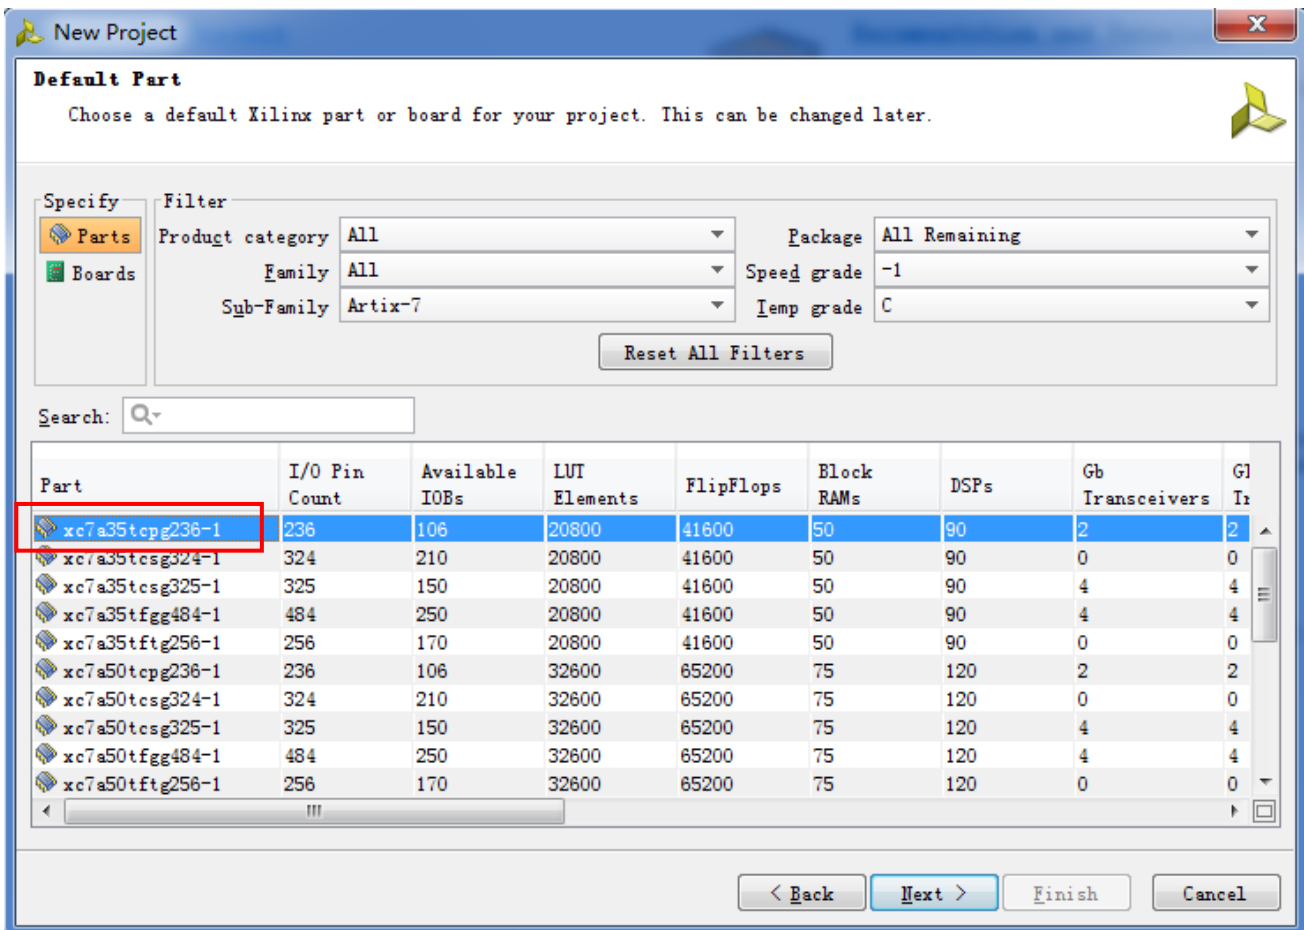 New Project
Default Part
Choose a default Xilinx part or board for your project. This can be changed later.
Specify
Filter
Parts
Boards
Product category All
Package All Remaining
Family All
Speed grade -1
Sub-Family Artix-7
Temp grade C
Reset All Filters
Search:
Part I/O Pin Count Available IOBs LUT Elements FlipFlops Block RAMs DSPs Gb Transceivers
xc7a35tcpg236-1 236 106 20800 41600 50 90 2 2
xc7a35tcsg324-1 324 210 20800 41600 50 90 0 0
xc7a35tcsg325-1 325 150 20800 41600 50 90 4 4
xc7a35tfgg484-1 484 250 20800 41600 50 90 4 4
xc7a35tftg256-1 256 170 20800 41600 50 90 0 0
xc7a50tcpg236-1 236 106 32600 65200 75 120 2 2
xc7a50tcsg324-1 324 210 32600 65200 75 120 0 0
xc7a50tcsg325-1 325 150 32600 65200 75 120 4 4
xc7a50tfgg484-1 484 250 32600 65200 75 120 4 4
xc7a50tftg256-1 256 170 32600 65200 75 120 0 0
< Back Next > Finish Cancel